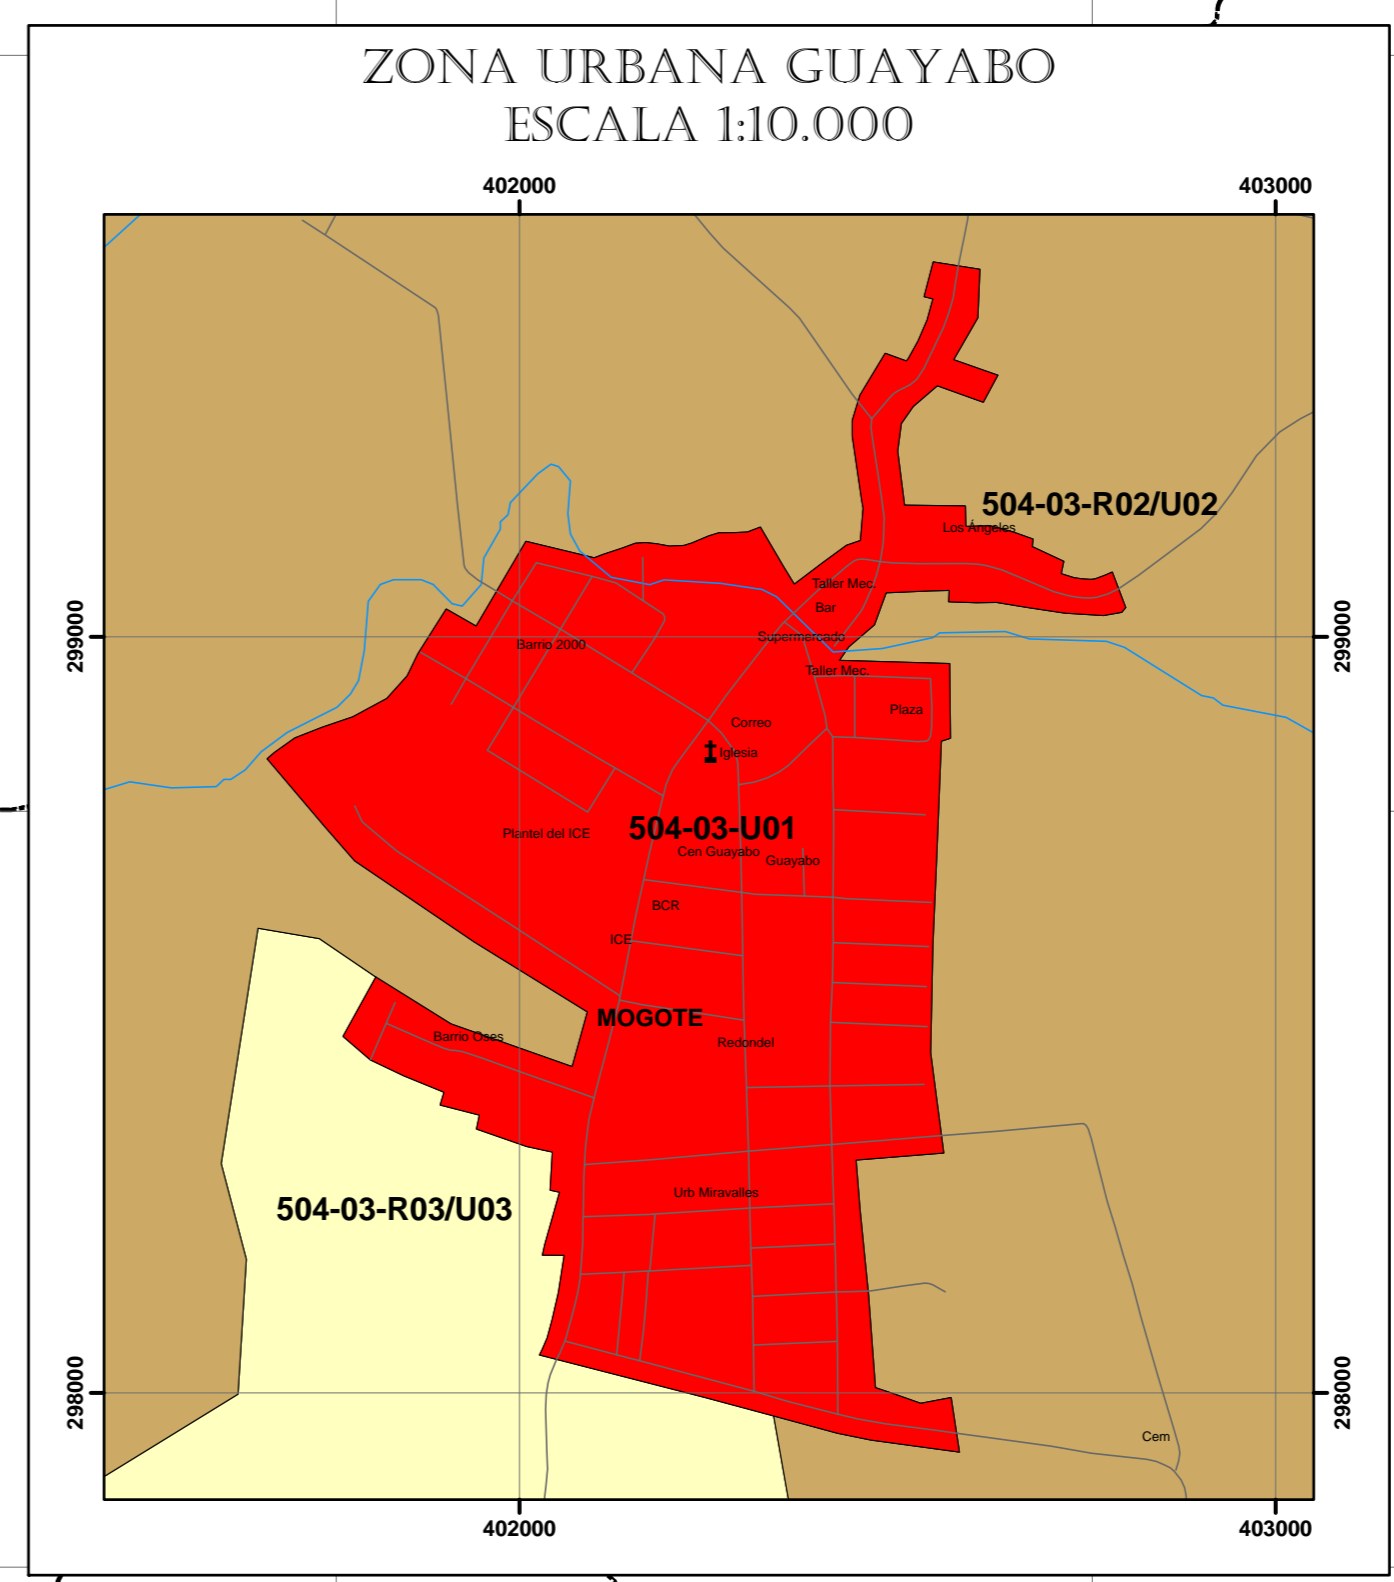 ZONA URBANA GUAYABO
ESCALA 1:10.000
402000
403000
504-03-R02/U02
Los Ángeles
Taller Mec.
Bar
299000
Supermercado
299000
Barrio 2000
Taller Mec.
Plaza
Correo
Iglesia
504-03-U01
Plantel del ICE
Cen Guayabo
Guayabo
BCR
ICE
MOGOTE
Barrio Oses
Redondel
Urb Miravalles
504-03-R03/U03
298000
298000
Cem
402000
403000